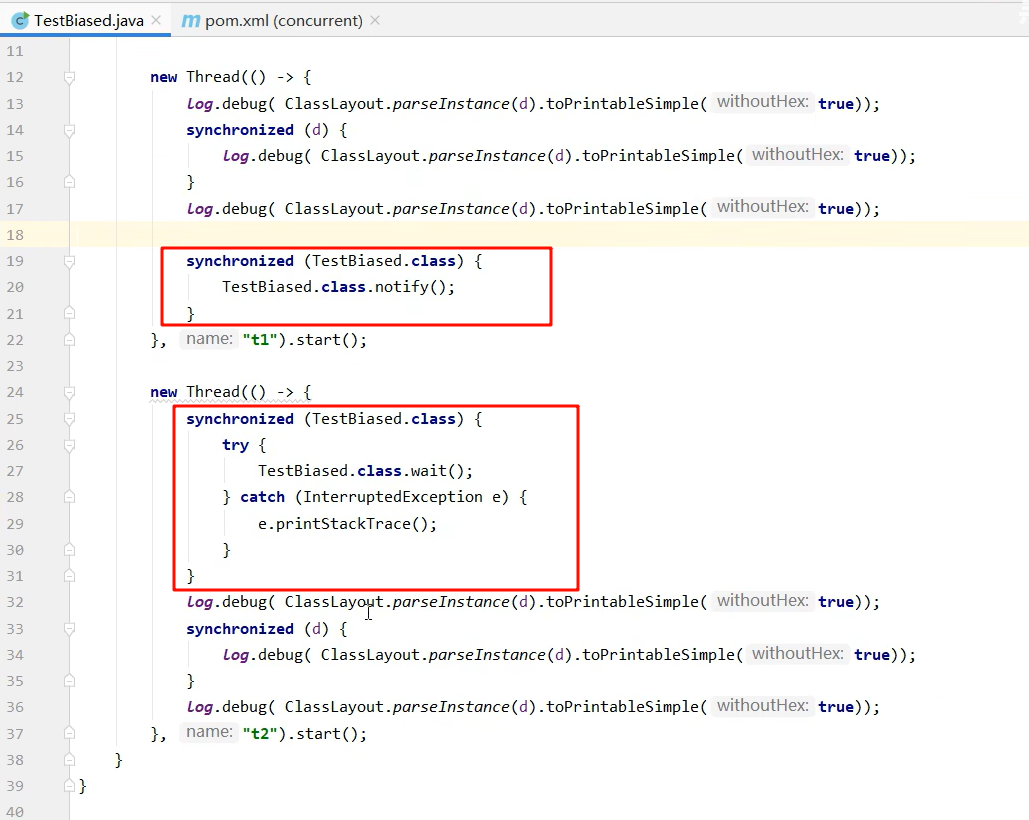 TestBiased.java pom.xml (concurrent)
11
12 new Thread(() -> {
13 log.debug( ClassLayout.parseInstance(d).toPrintableSimple( withoutHex: true));
14 synchronized (d) {
15 log.debug( ClassLayout.parseInstance(d).toPrintableSimple( withoutHex: true));
16 }
17 log.debug( ClassLayout.parseInstance(d).toPrintableSimple( withoutHex: true));
18
19 synchronized (TestBiased.class) {
20 TestBiased.class.notify();
21 }
22 }, name: "t1").start();
23
24 new Thread(() -> {
25 synchronized (TestBiased.class) {
26 try {
27 TestBiased.class.wait();
28 } catch (InterruptedException e) {
29 e.printStackTrace();
30 }
31 }
32 log.debug( ClassLayout.parseInstance(d).toPrintableSimple( withoutHex: true));
33 synchronized (d) {
34 log.debug( ClassLayout.parseInstance(d).toPrintableSimple( withoutHex: true));
35 }
36 log.debug( ClassLayout.parseInstance(d).toPrintableSimple( withoutHex: true));
37 }, name: "t2").start();
38 }
39 }
40